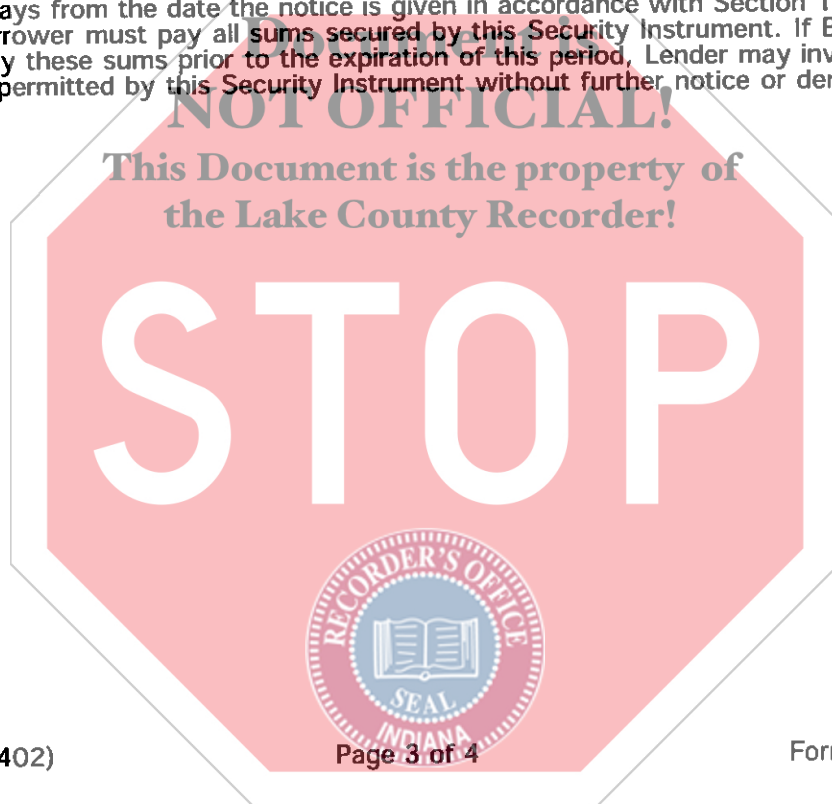 ays from the date the notice is given in accordance with Section
rower must pay all sums secured by this Security Instrument. If
y these sums prior to the expiration of this period, Lender may inv
permitted by this Security Instrument without further notice or der
Document is
NOT OFFICIAL!
This Document is the property of
the Lake County Recorder!
STOP
RECORDER'S OFFICE
SEAL
INDIANA
402)
Page 3 of 4
For